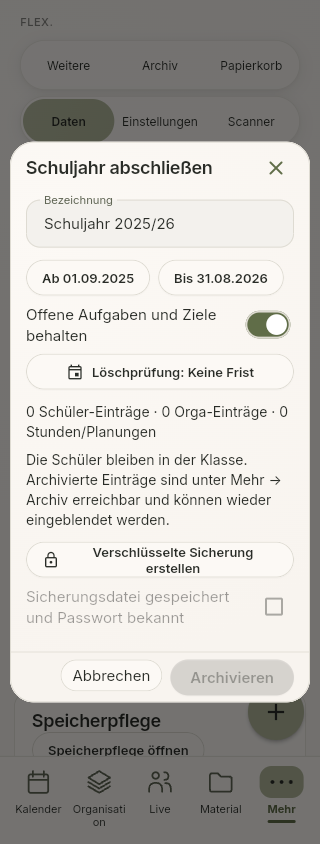 FLEX.
Weitere
Archiv
Papierkorb
Daten
Einstellungen
Scanner
Schuljahr abschließen
Bezeichnung
Schuljahr 2025/26
Ab 01.09.2025
Bis 31.08.2026
Offene Aufgaben und Ziele
behalten
Löschprüfung: Keine Frist
0 Schüler-Einträge · 0 Orga-Einträge · 0
Stunden/Planungen
Die Schüler bleiben in der Klasse.
Archivierte Einträge sind unter Mehr →
Archiv erreichbar und können wieder
eingeblendet werden.
Verschlüsselte Sicherung
erstellen
Sicherungsdatei gespeichert
und Passwort bekannt
Abbrechen
Archivieren
Speicherpflege
Speicherpflege öffnen
Kalender
Organisati
on
Live
Material
Mehr